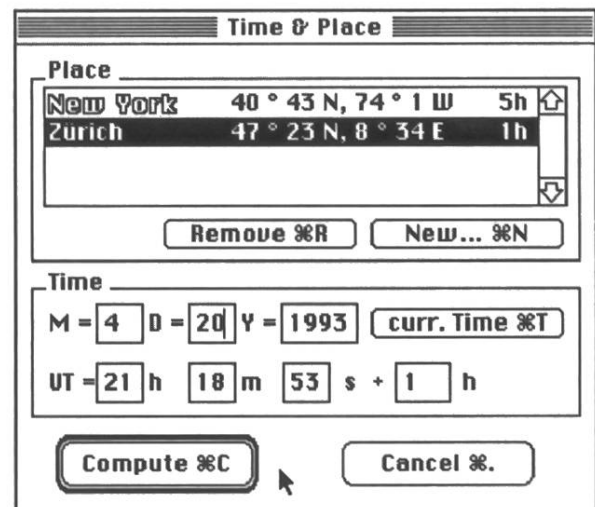 Time & Place
Place
New York 40 ° 43 N, 74 ° 1 W 5h
Zürich 47 ° 23 N, 8 ° 34 E 1h
Remove ⌘R New... ⌘N
Time
M = 4 D = 20 Y = 1993 curr. Time ⌘T
UT = 21 h 18 m 53 s + 1 h
Compute ⌘C Cancel ⌘.